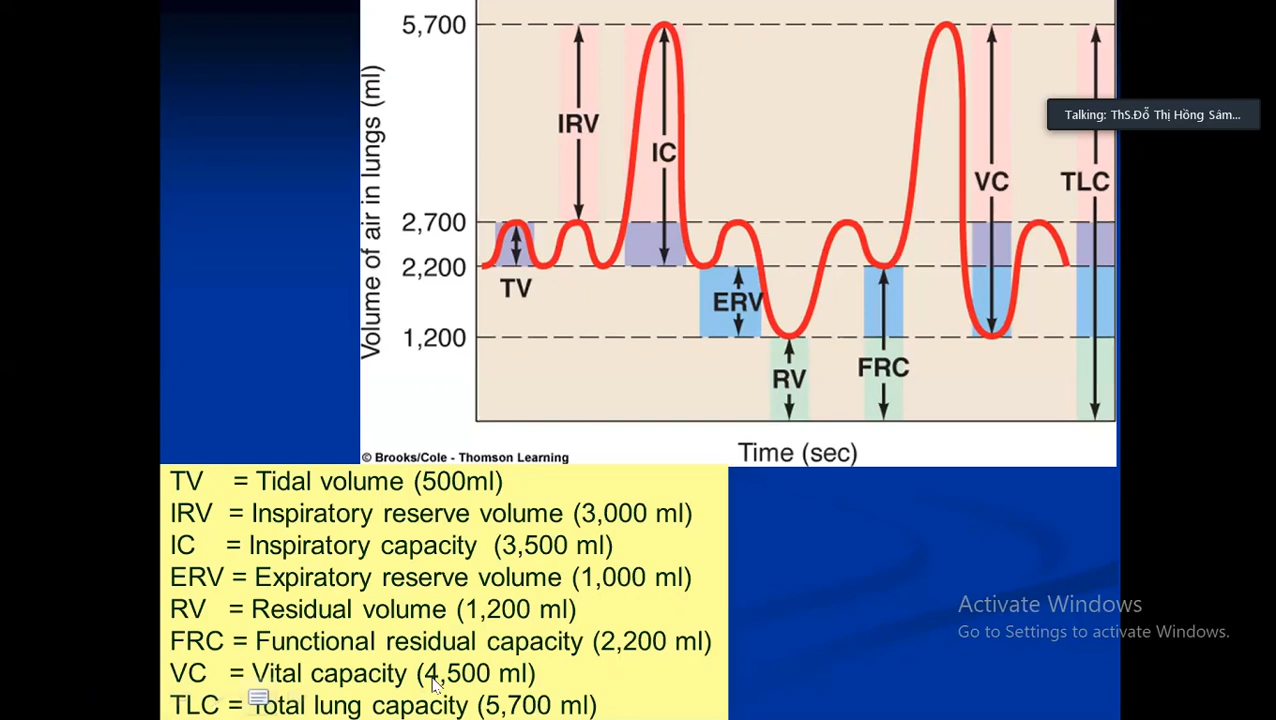 5,700
Volume of air in lungs (ml)
IRV
IC
VC
TLC
Talking: ThS.Đỗ Thị Hồng Sâm...
2,700
2,200
TV
ERV
1,200
RV
FRC
© Brooks/Cole - Thomson Learning
Time (sec)
TV = Tidal volume (500ml)
IRV = Inspiratory reserve volume (3,000 ml)
IC = Inspiratory capacity (3,500 ml)
ERV = Expiratory reserve volume (1,000 ml)
RV = Residual volume (1,200 ml)
FRC = Functional residual capacity (2,200 ml)
VC = Vital capacity (4,500 ml)
TLC = Total lung capacity (5,700 ml)
Activate Windows
Go to Settings to activate Windows.